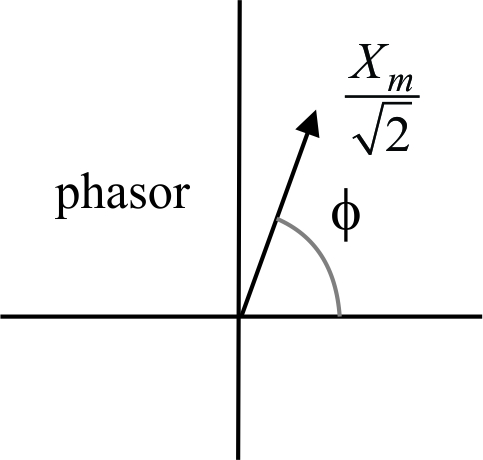 X_m
√2
phasor
ϕ